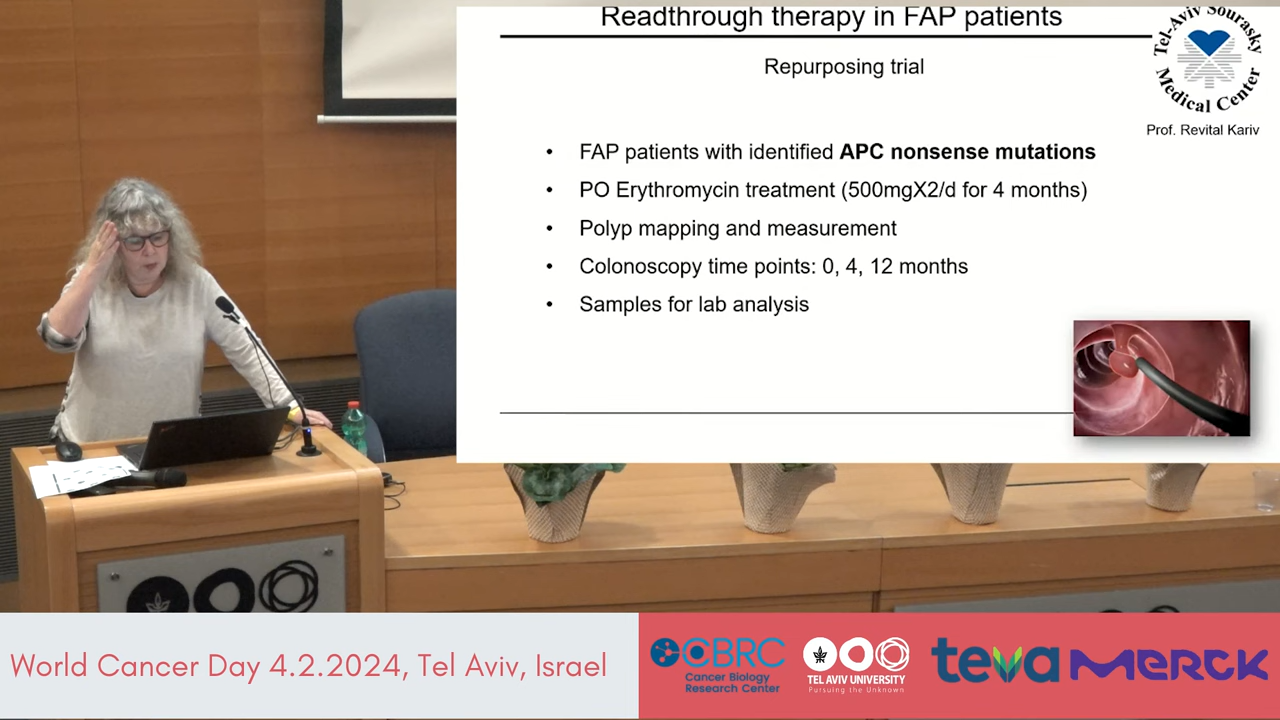 Readthrough therapy in FAP patients
Repurposing trial
Tel-Aviv Sourasky
Medical Center
Prof. Revital Kariv
• FAP patients with identified APC nonsense mutations
• PO Erythromycin treatment (500mgX2/d for 4 months)
• Polyp mapping and measurement
• Colonoscopy time points: 0, 4, 12 months
• Samples for lab analysis
World Cancer Day 4.2.2024, Tel Aviv, Israel
CBRC
Cancer Biology
Research Center
TEL AVIV UNIVERSITY
Pursuing the Unknown
teva
MERCK